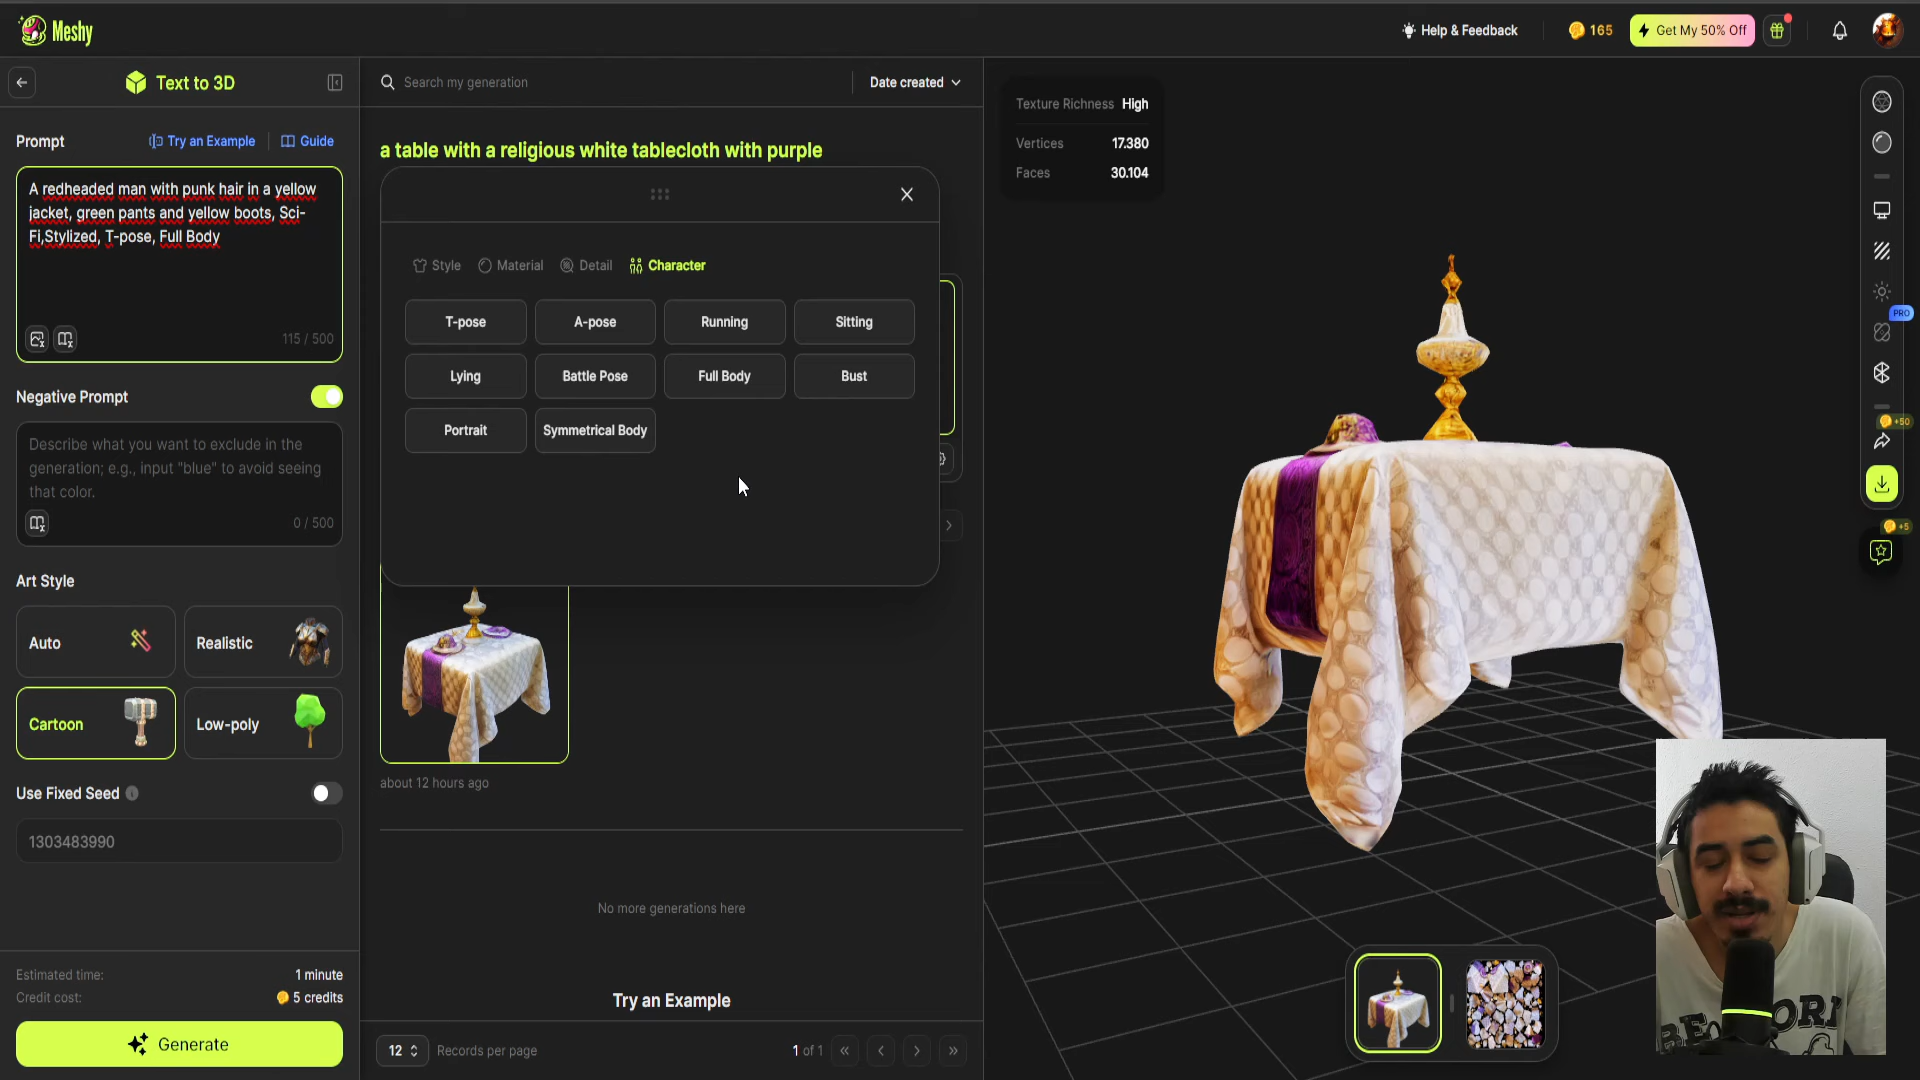 Meshy
Help & Feedback
165
Get My 50% Off
Text to 3D
Search my generation
Date created
Prompt
Try an Example
Guide
A redheaded man with punk hair in a yellow
jacket, green pants and yellow boots, Sci-
Fi,Stylized, T-pose, Full Body
115 / 500
Negative Prompt
Describe what you want to exclude in the
generation; e.g., input "blue" to avoid seeing
that color.
0 / 500
Art Style
Auto
Realistic
Cartoon
Low-poly
Use Fixed Seed
1303483990
Estimated time:
1 minute
Credit cost:
5 credits
Generate
a table with a religious white tablecloth with purple
Style
Material
Detail
Character
T-pose
A-pose
Running
Sitting
Lying
Battle Pose
Full Body
Bust
Portrait
Symmetrical Body
about 12 hours ago
No more generations here
Try an Example
12
Records per page
1 of 1
Texture Richness High
Vertices 17.380
Faces 30.104
PRO
+50
+5